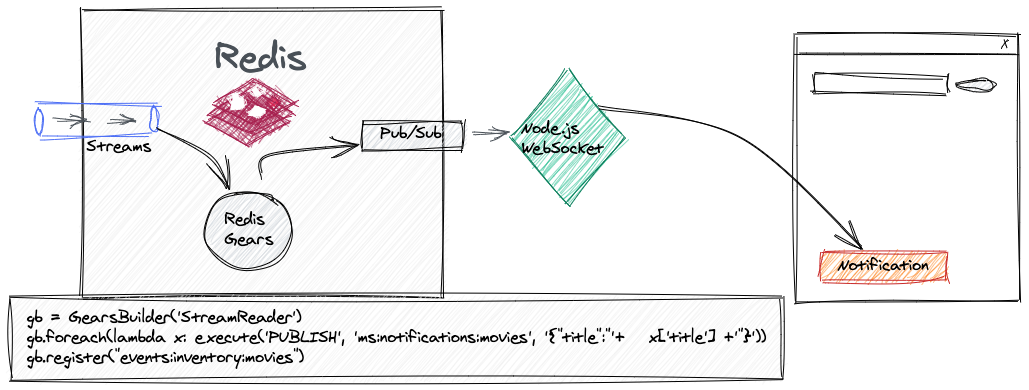 Redis
Streams
Pub/Sub
Node.js
WebSocket
Redis
Gears
X
Notification
gb = GearsBuilder('StreamReader')
gb.foreach(lambda x: execute('PUBLISH', 'ms:notifications:movies', '{"title":"'+ x['title'] +'"}'))
gb.register("events:inventory:movies")